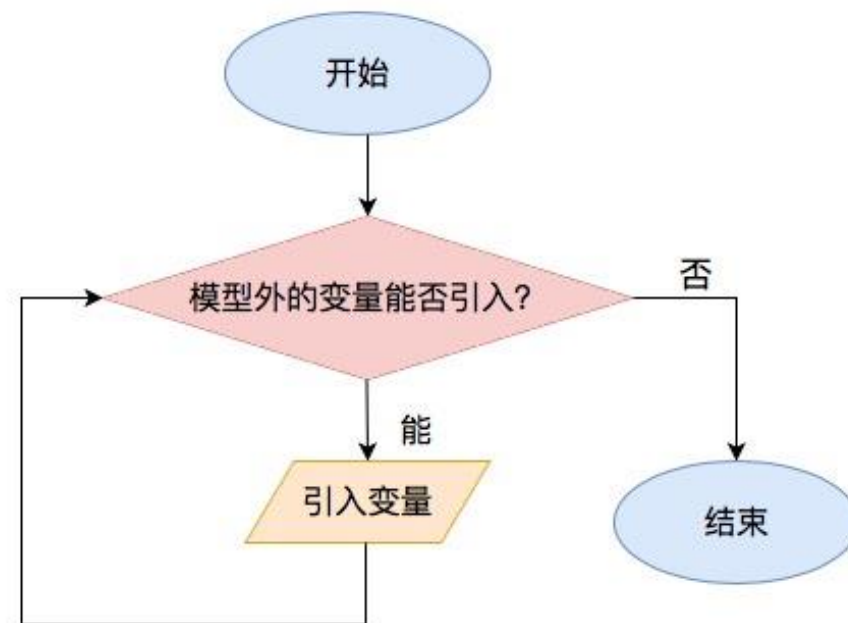 开始
模型外的变量能否引入?
否
能
引入变量
结束